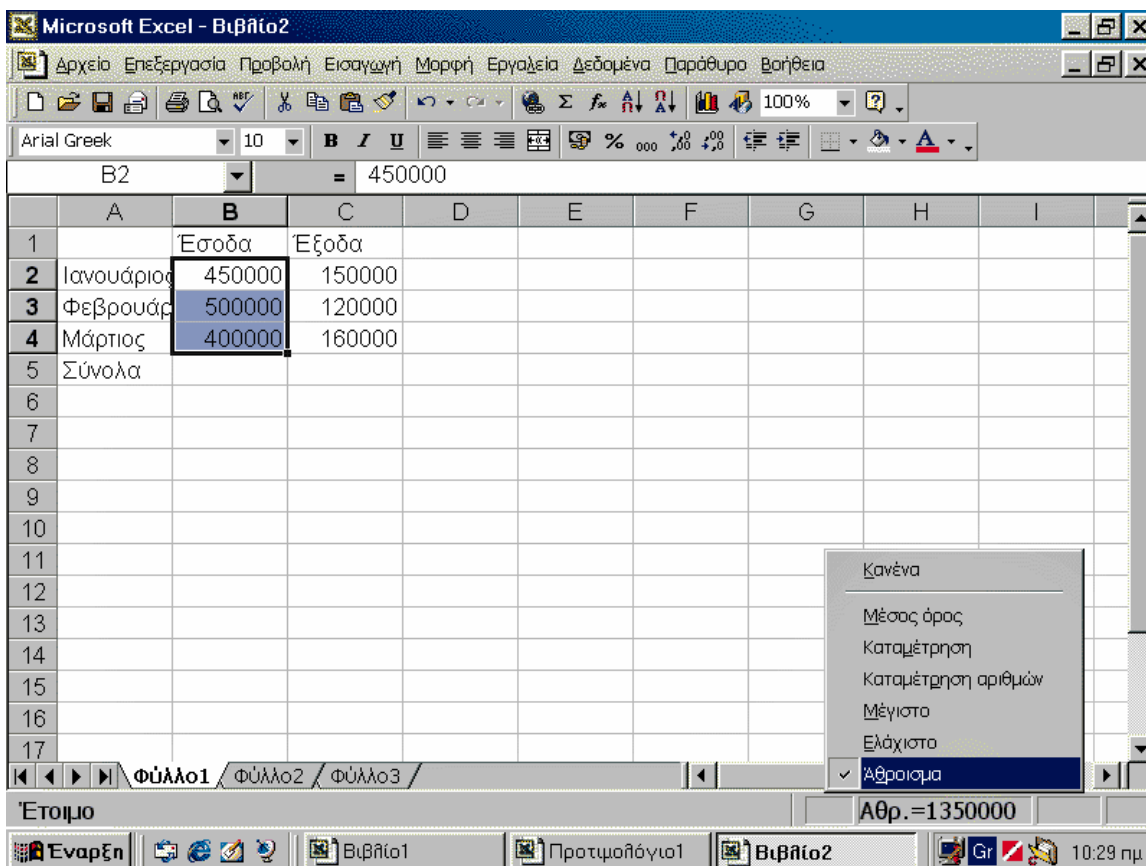 Microsoft Excel - Βιβλίο2
Αρχείο Επεξεργασία Προβολή Εισαγωγή Μορφή Εργαλεία Δεδομένα Παράθυρο Βοήθεια
100%
Arial Greek 10 B I U % 000
B2 = 450000
A B C D E F G H I
1 Έσοδα Έξοδα
2 Ιανουάριος 450000 150000
3 Φεβρουάρ 500000 120000
4 Μάρτιος 400000 160000
5 Σύνολα
6
7
8
9
10
11
12
13
14
15
16
17
Κανένα
Μέσος όρος
Καταμέτρηση
Καταμέτρηση αριθμών
Μέγιστο
Ελάχιστο
Άθροισμα
Φύλλο1 Φύλλο2 Φύλλο3
Έτοιμο Αθρ.=1350000
Έναρξη Βιβλίο1 Προτιμολόγιο1 Βιβλίο2 Gr 10:29 πμ